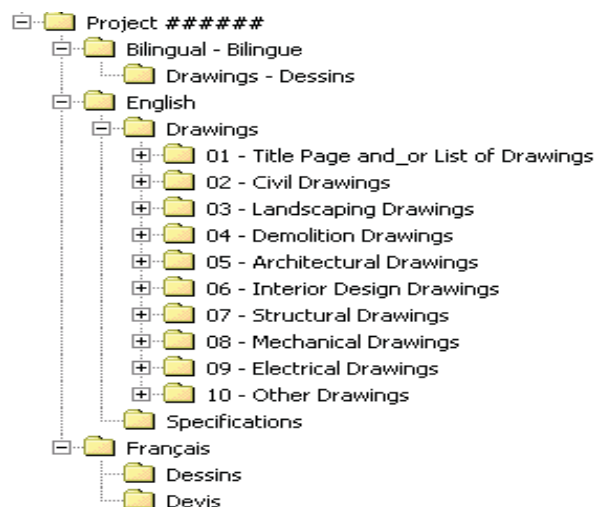 Project ######
Bilingual - Bilingue
Drawings - Dessins
English
Drawings
01 - Title Page and_or List of Drawings
02 - Civil Drawings
03 - Landscaping Drawings
04 - Demolition Drawings
05 - Architectural Drawings
06 - Interior Design Drawings
07 - Structural Drawings
08 - Mechanical Drawings
09 - Electrical Drawings
10 - Other Drawings
Specifications
Français
Dessins
Devis